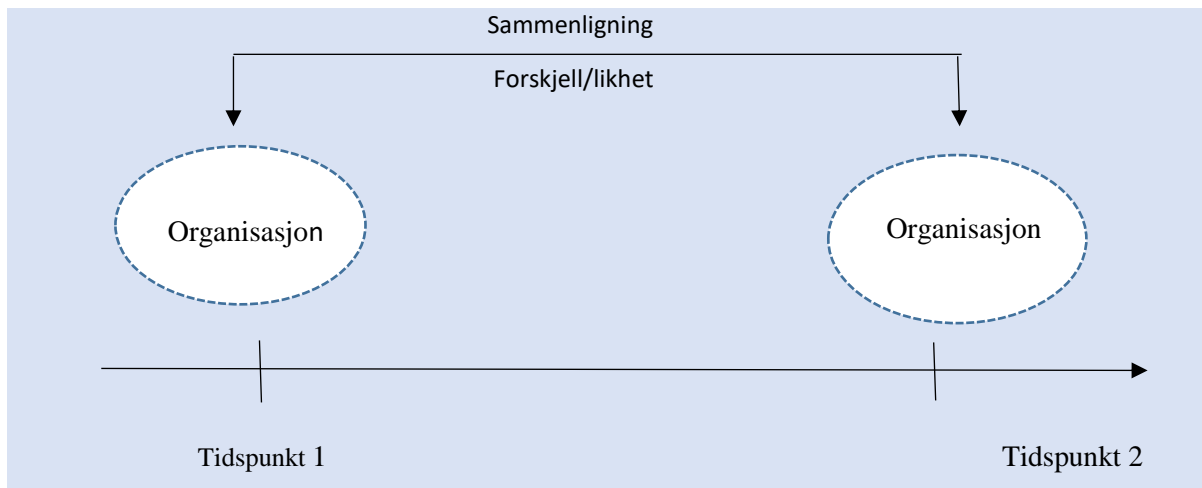 Sammenligning
Forskjell/likhet
Organisasjon
Organisasjon
Tidspunkt 1
Tidspunkt 2